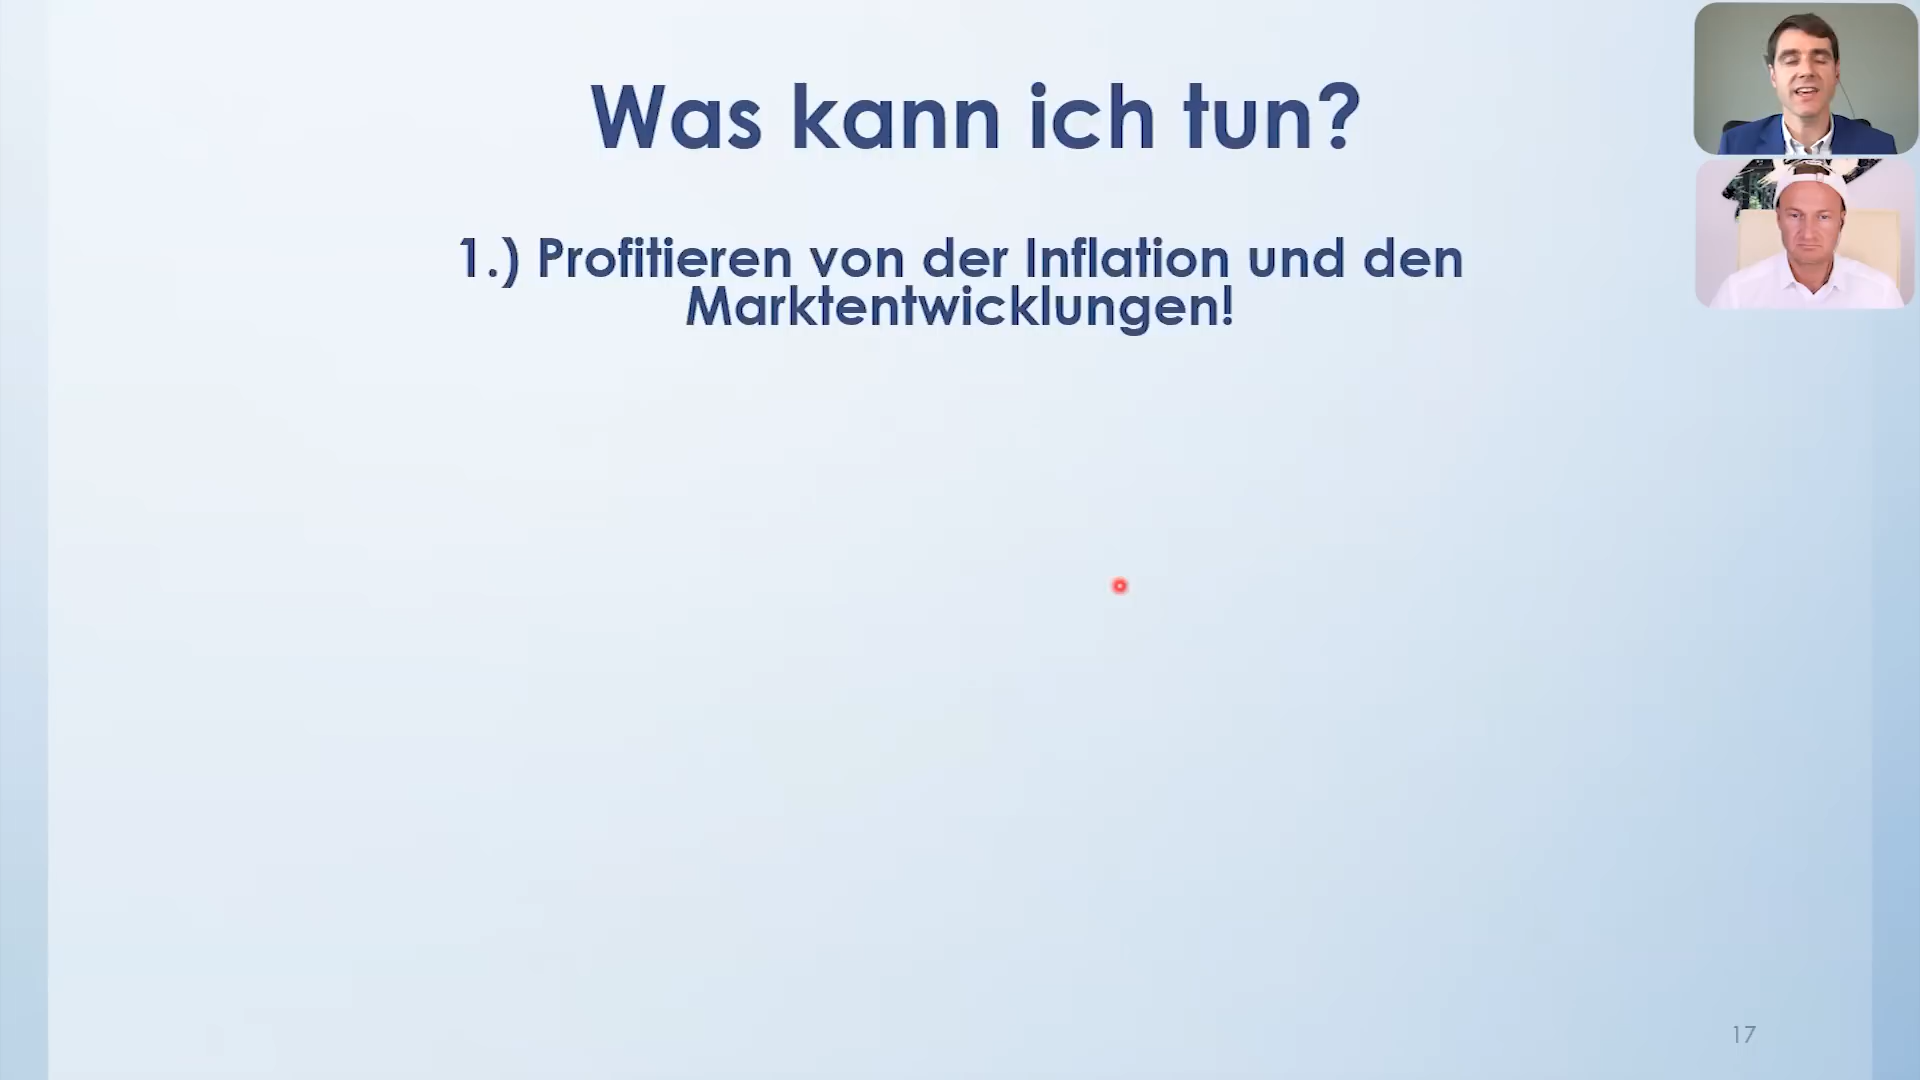 Was kann ich tun?
1.) Profitieren von der Inflation und den
Marktentwicklungen!
17